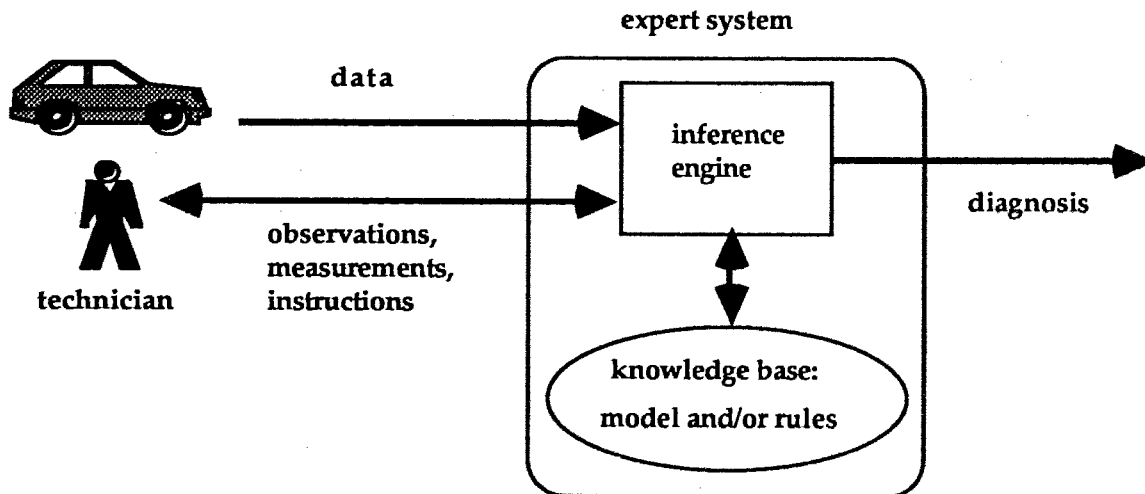 expert system
data
inference
engine
diagnosis
observations,
measurements,
instructions
technician
knowledge base:
model and/or rules